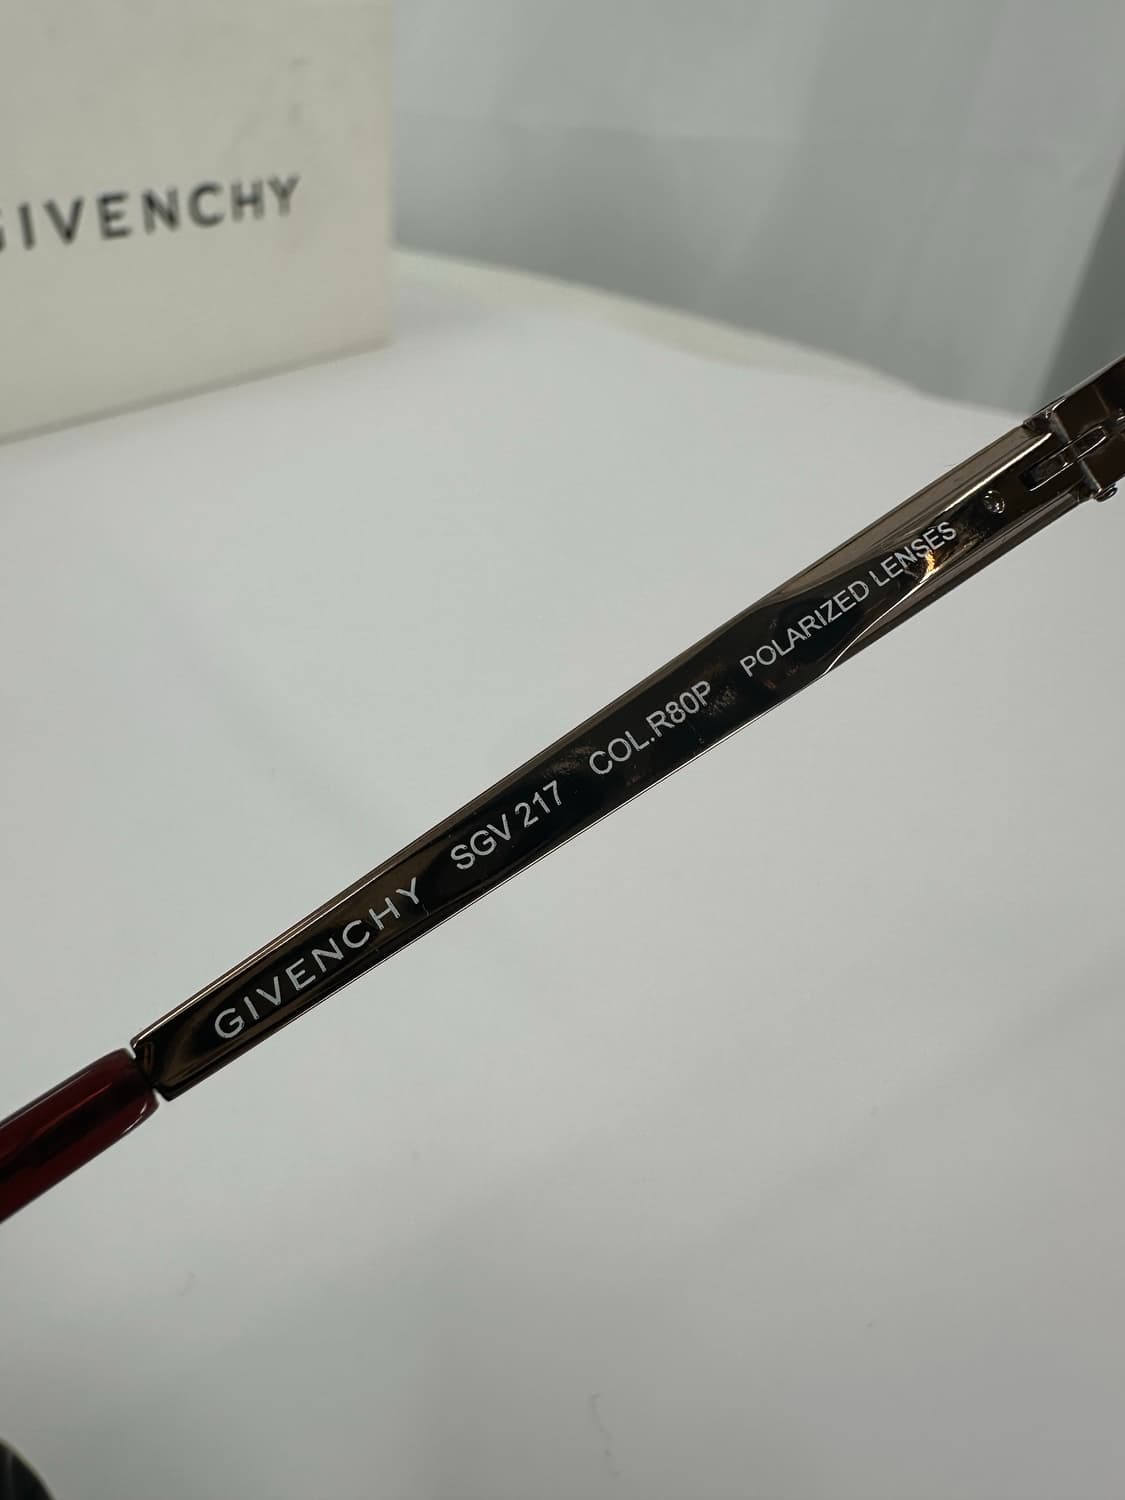 GIVENCHY
GIVENCHY SGV 217 COL.R80P POLARIZED LENSES